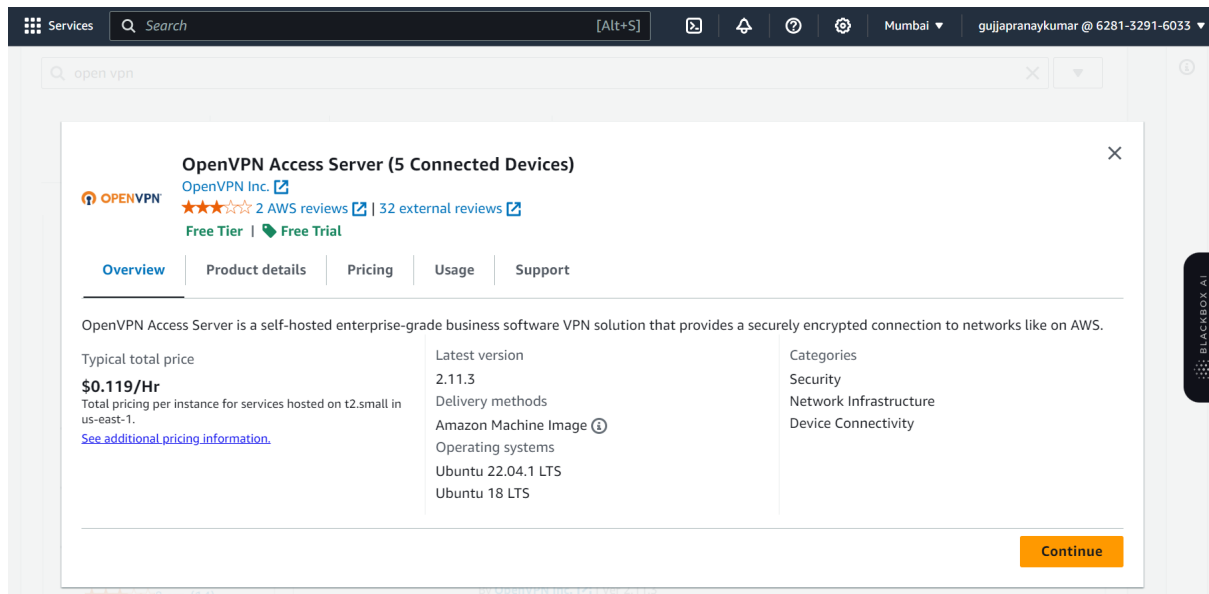 Services Search [Alt+S] Mumbai ▼ gujjapranaykumar @ 6281-3291-6033 ▼
open vpn
OpenVPN Access Server (5 Connected Devices)
OpenVPN Inc.
OPENVPN
2 AWS reviews | 32 external reviews
Free Tier | Free Trial
Overview Product details Pricing Usage Support
OpenVPN Access Server is a self-hosted enterprise-grade business software VPN solution that provides a securely encrypted connection to networks like on AWS.
Typical total price
$0.119/Hr
Total pricing per instance for services hosted on t2.small in
us-east-1.
See additional pricing information.
Latest version
2.11.3
Delivery methods
Amazon Machine Image
Operating systems
Ubuntu 22.04.1 LTS
Ubuntu 18 LTS
Categories
Security
Network Infrastructure
Device Connectivity
Continue
BLACKBOX AI
by OpenVPN Inc.